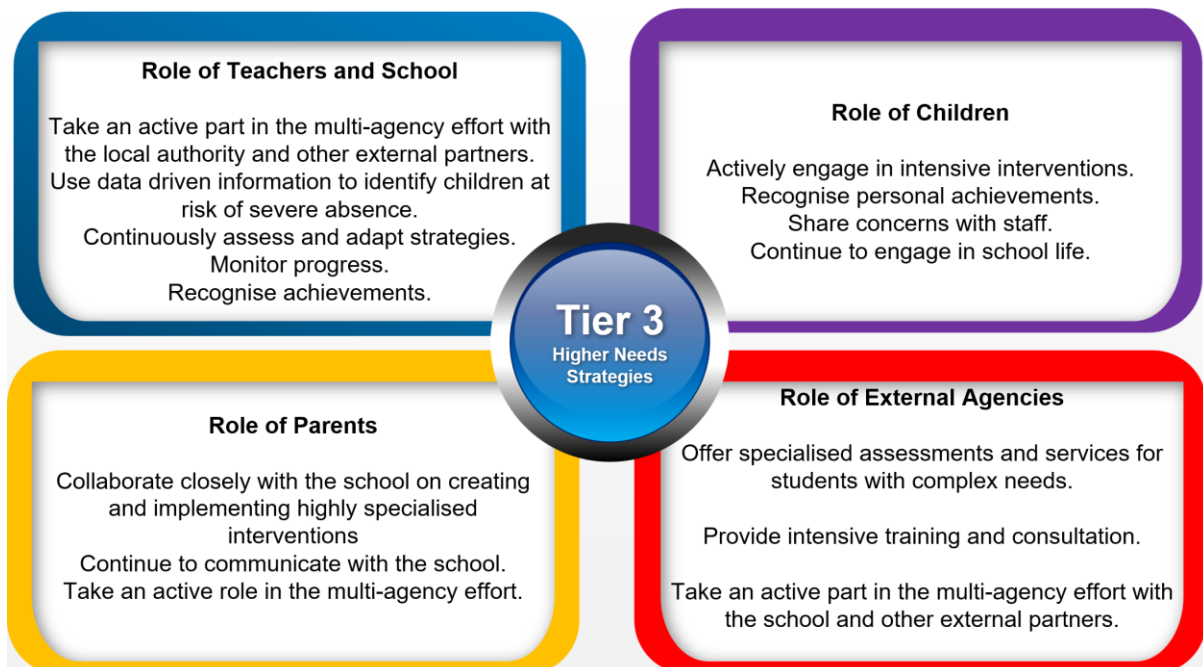 Role of Teachers and School
Take an active part in the multi-agency effort with
the local authority and other external partners.
Use data driven information to identify children at
risk of severe absence.
Continuously assess and adapt strategies.
Monitor progress.
Recognise achievements.
Role of Children
Actively engage in intensive interventions.
Recognise personal achievements.
Share concerns with staff.
Continue to engage in school life.
Tier 3
Higher Needs
Strategies
Role of Parents
Collaborate closely with the school on creating
and implementing highly specialised
interventions
Continue to communicate with the school.
Take an active role in the multi-agency effort.
Role of External Agencies
Offer specialised assessments and services for
students with complex needs.
Provide intensive training and consultation.
Take an active part in the multi-agency effort with
the school and other external partners.